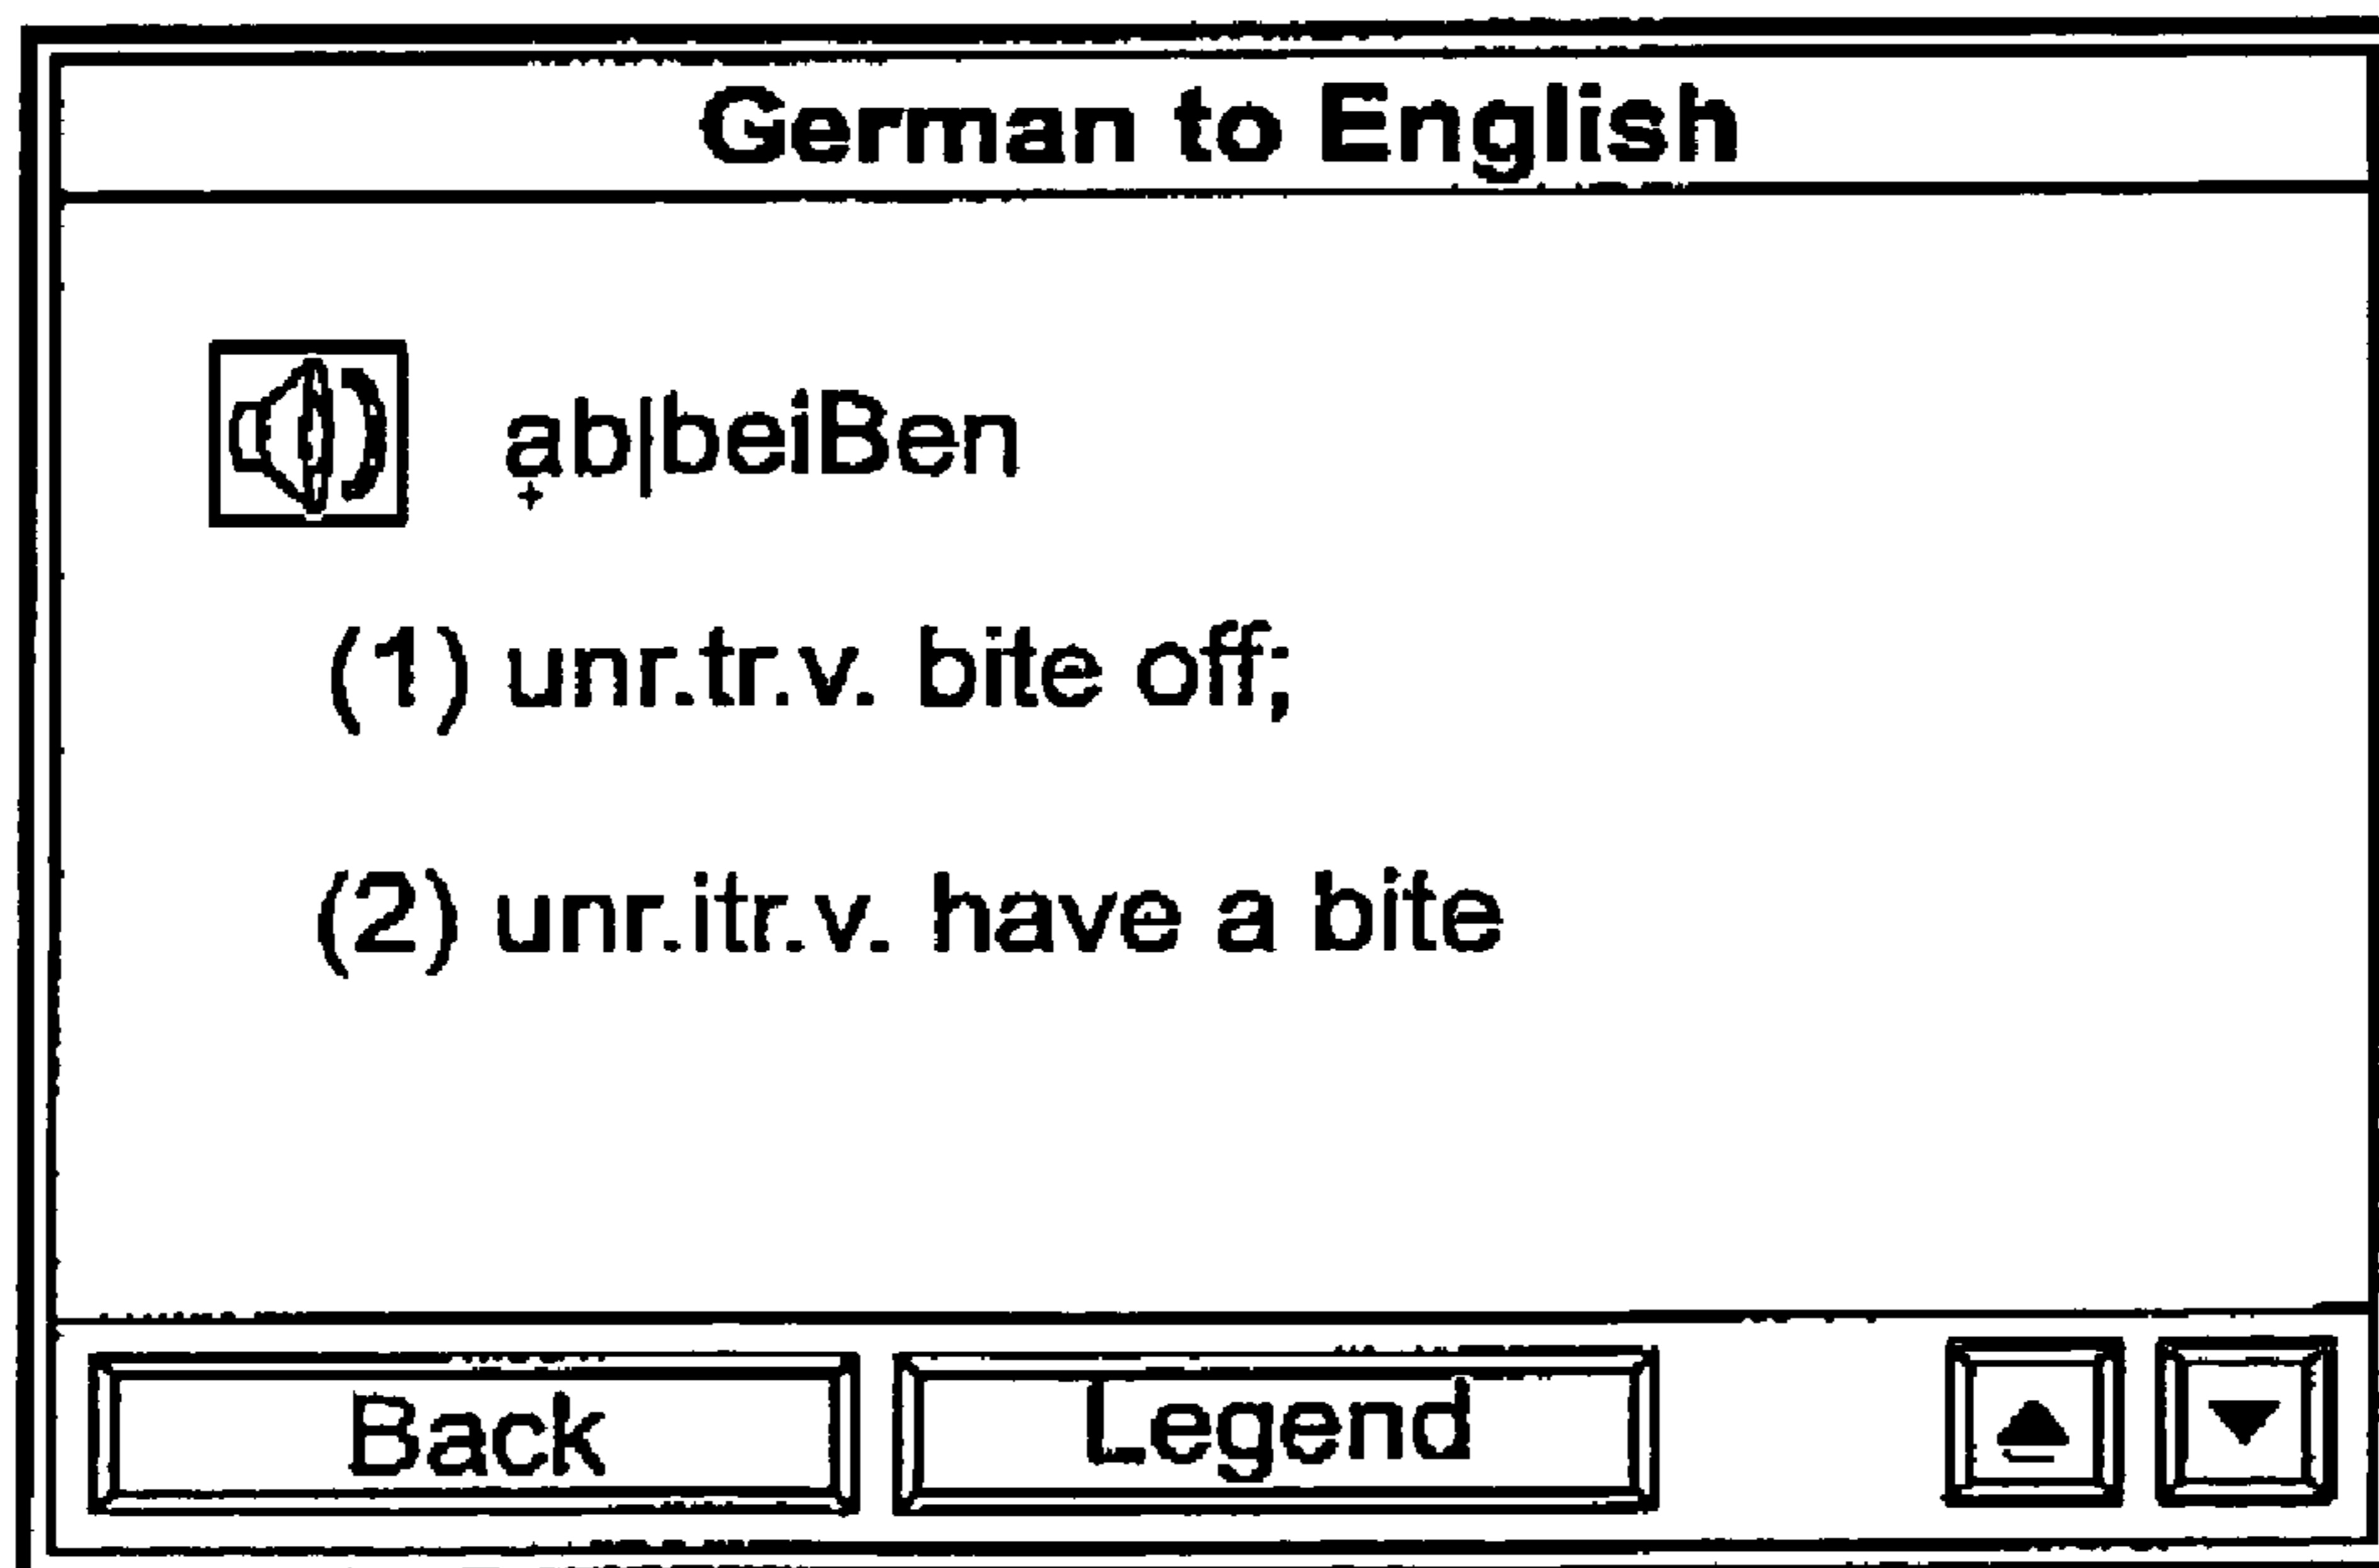 German to English
ab|beiBen
(1) unr.tr.v. bite off;
(2) unr.itr.v. have a bite
Back
Legend